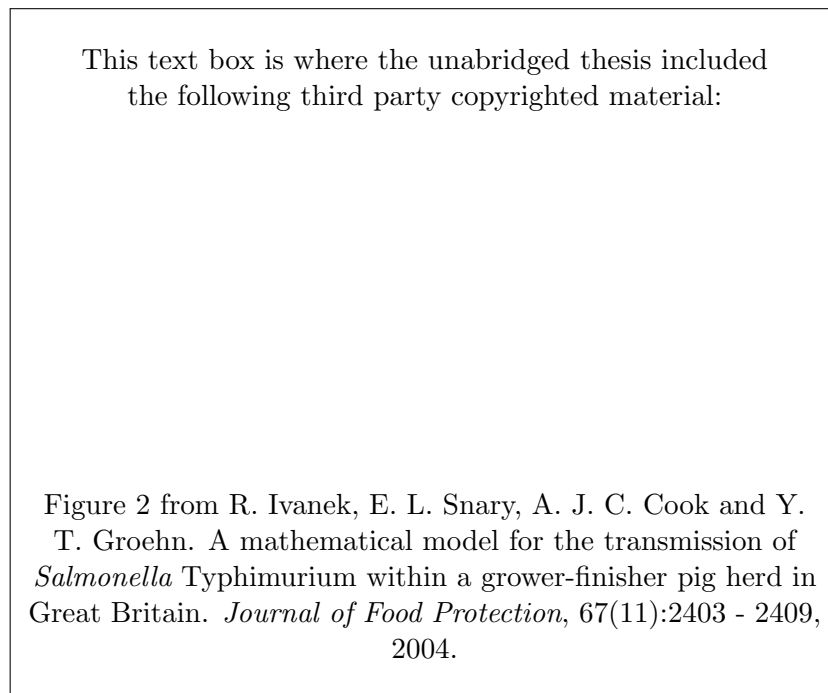 This text box is where the unabridged thesis included
the following third party copyrighted material:
Figure 2 from R. Ivanek, E. L. Snary, A. J. C. Cook and Y.
T. Groehn. A mathematical model for the transmission of
Salmonella Typhimurium within a grower-finisher pig herd in
Great Britain. Journal of Food Protection, 67(11):2403 - 2409,
2004.